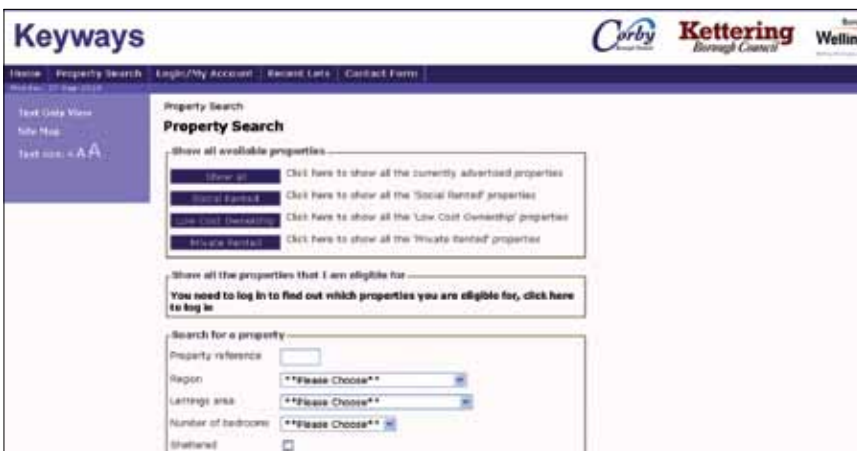 Keyways
Corby
Kettering
Borough Council
Home Property Search Login/My Account Recent Lets Contact Form
Text Only View
Site Map
Text size: A A A
Property Search
Property Search
Show all available properties
Show all Click here to show all the currently advertised properties
Social Rented Click here to show all the 'Social Rented' properties
Low Cost Ownership Click here to show all the 'Low Cost Ownership' properties
Private Rented Click here to show all the 'Private Rented' properties
Show all the properties that I am eligible for
You need to log in to find out which properties you are eligible for, click here
to log in
Search for a property
Property reference
Region **Please Choose**
Lettings area **Please Choose**
Number of bedrooms **Please Choose**
Sheltered